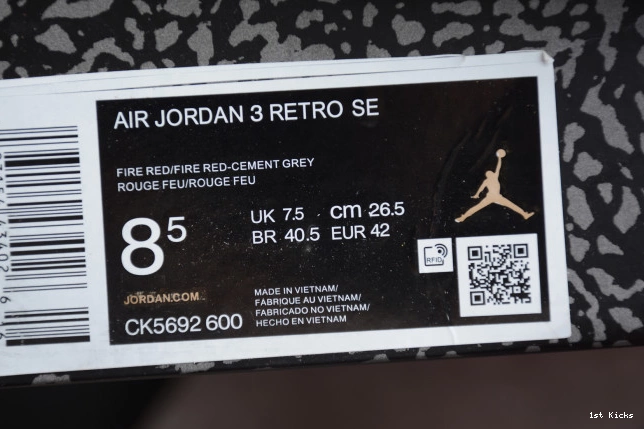 AIR JORDAN 3 RETRO SE
FIRE RED/FIRE RED-CEMENT GREY
ROUGE FEU/ROUGE FEU
8⁵
UK 7.5 cm 26.5
BR 40.5 EUR 42
RFID
JORDAN.COM
CK5692 600
MADE IN VIETNAM/
FABRIQUE AU VIETNAM/
FABRICADO NO VIETNAM/
HECHO EN VIETNAM
1st Kicks